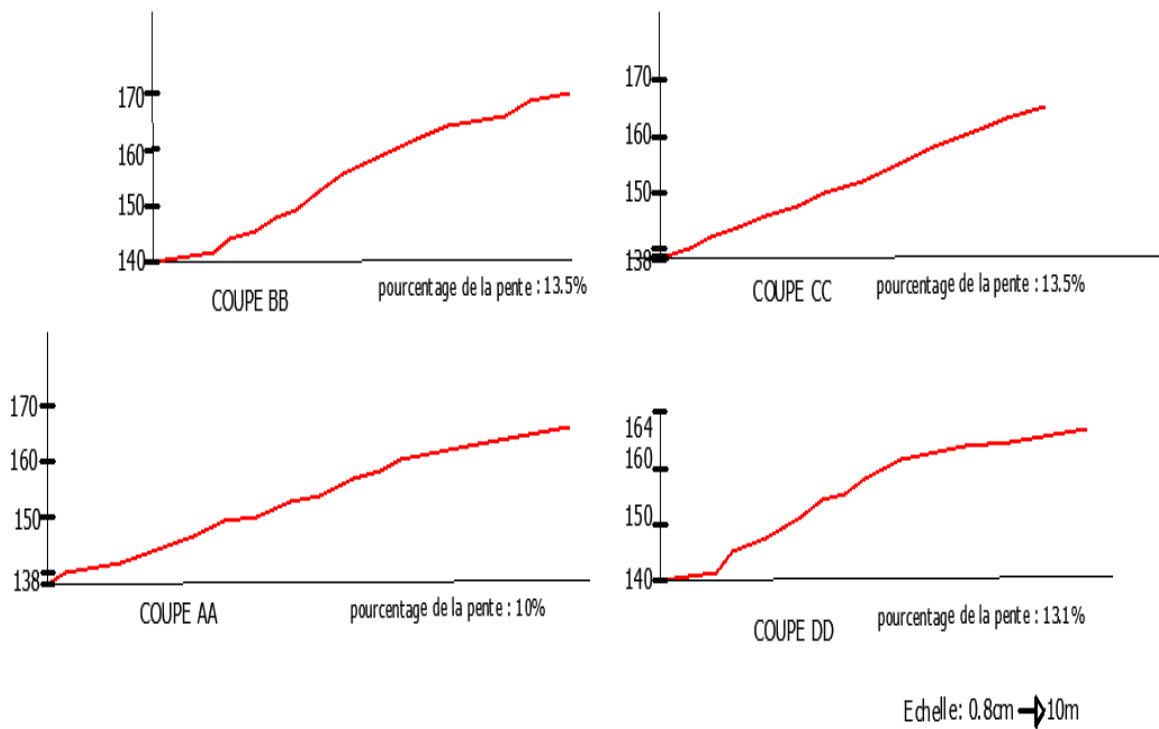 170
160
150
140
COUPE BB
pourcentage de la pente : 13.5%
170
160
150
138
COUPE CC
pourcentage de la pente : 13.5%
170
160
150
138
COUPE AA
pourcentage de la pente : 10%
164
160
150
140
COUPE DD
pourcentage de la pente : 13.1%
Echelle: 0.8cm 10m